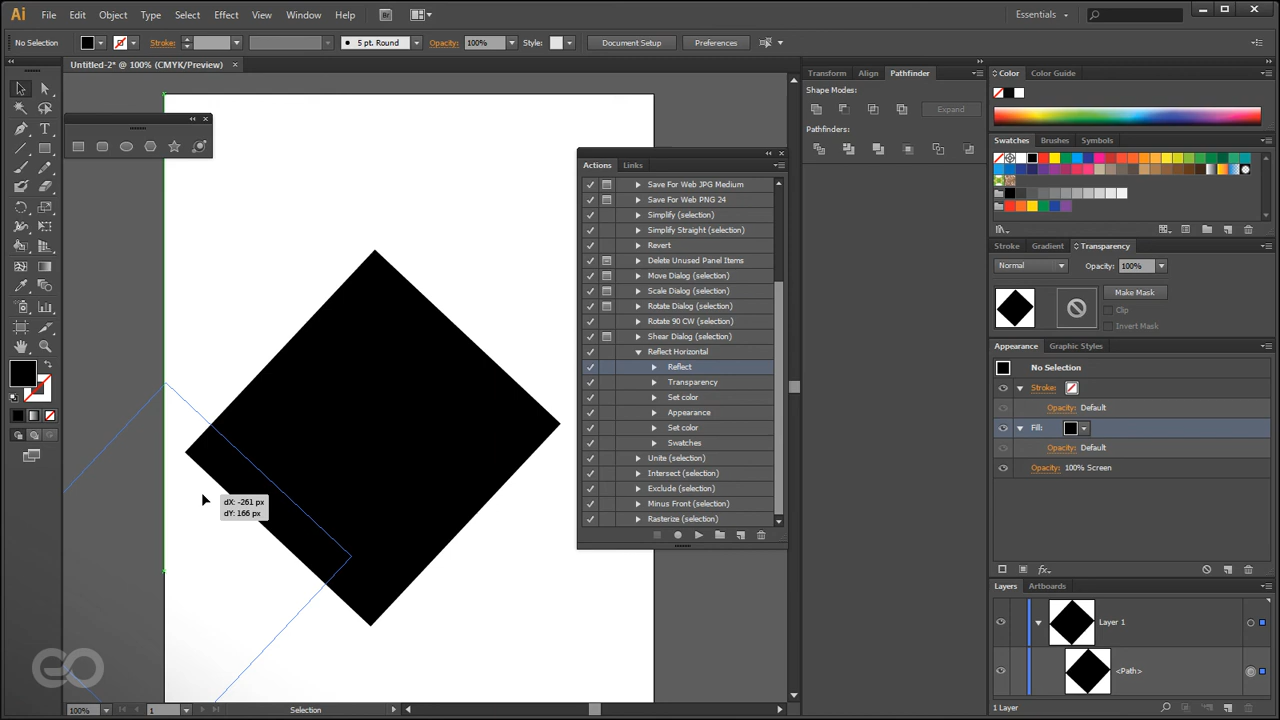 Ai File Edit Object Type Select Effect View Window Help Br Essentials
No Selection Stroke: 5 pt. Round Opacity: 100% Style: Document Setup Preferences
Untitled-2* @ 100% (CMYK/Preview)
Transform Align Pathfinder
Shape Modes:
Expand
Pathfinders:
Actions Links
Save For Web JPG Medium
Save For Web PNG 24
Simplify (selection)
Simplify Straight (selection)
Revert
Delete Unused Panel Items
Move Dialog (selection)
Scale Dialog (selection)
Rotate Dialog (selection)
Rotate 90 CW (selection)
Shear Dialog (selection)
Reflect Horizontal
Reflect
Transparency
Set color
Appearance
Set color
Swatches
Unite (selection)
Intersect (selection)
Exclude (selection)
Minus Front (selection)
Rasterize (selection)
dX: -261 px
dY: 166 px
Color Color Guide
Swatches Brushes Symbols
Stroke Gradient Transparency
Normal Opacity: 100%
Make Mask
Clip
Invert Mask
Appearance Graphic Styles
No Selection
Stroke:
Opacity: Default
Fill:
Opacity: Default
Opacity: 100% Screen
fx
Layers Artboards
Layer 1
<Path>
1 Layer
100% 1 Selection